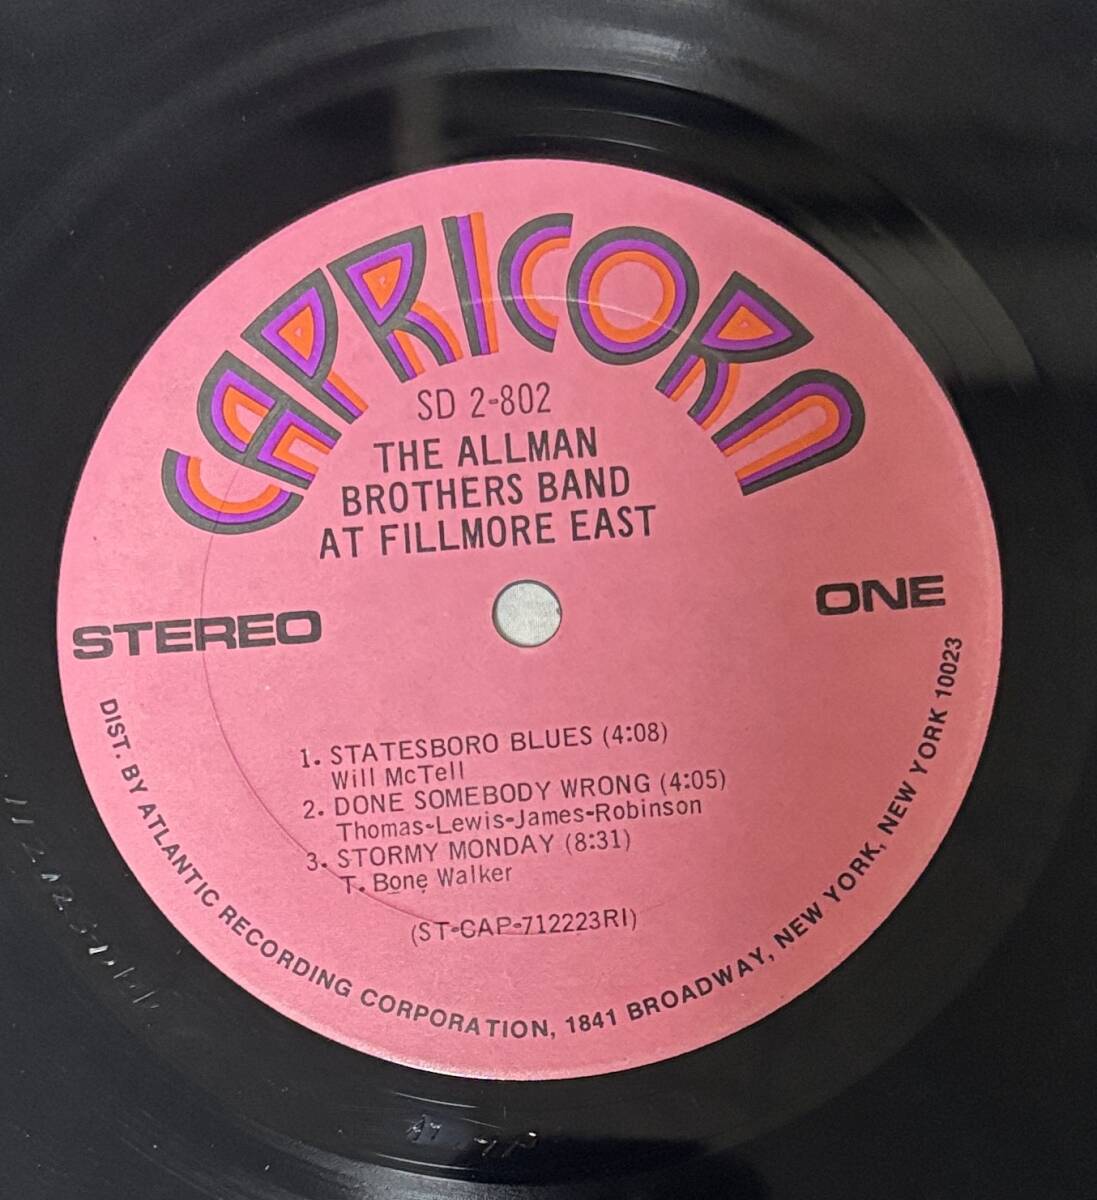 CAPRICORN
SD 2-802
THE ALLMAN
BROTHERS BAND
AT FILLMORE EAST
STEREO
ONE
1. STATESBORO BLUES (4:08)
Will McTell
2. DONE SOMEBODY WRONG (4:05)
Thomas-Lewis-James-Robinson
3. STORMY MONDAY (8:31)
T. Bone Walker
(ST-CAP-712223RI)
DIST. BY ATLANTIC RECORDING CORPORATION, 1841 BROADWAY, NEW YORK, NEW YORK 10023